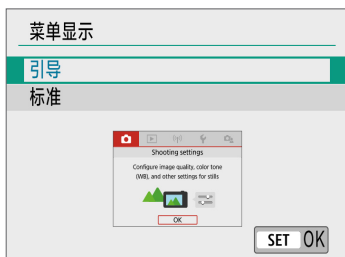 菜单显示
引导
标准
Shooting settings
Configure image quality, color tone
(WB), and other settings for stills
OK
SET OK